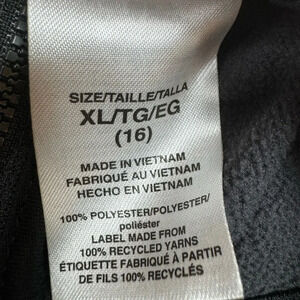 SIZE/TAILLE/TALLA
XL/TG/EG
(16)
MADE IN VIETNAM
FABRIQUÉ AU VIETNAM
HECHO EN VIETNAM
100% POLYESTER/POLYESTER/
poliéster
LABEL MADE FROM
100% RECYCLED YARNS
ÉTIQUETTE FABRIQUÉ À PARTIR
DE FILS 100% RECYCLÉS